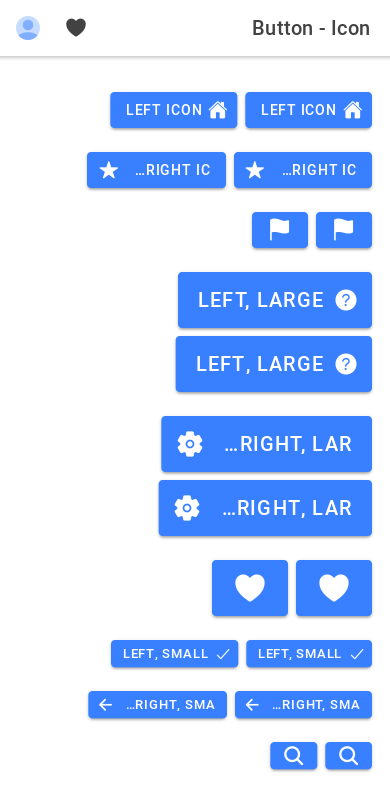 Button - Icon
LEFT ICON LEFT ICON
…RIGHT IC …RIGHT IC
LEFT, LARGE
LEFT, LARGE
…RIGHT, LAR
…RIGHT, LAR
LEFT, SMALL LEFT, SMALL
…RIGHT, SMA …RIGHT, SMA